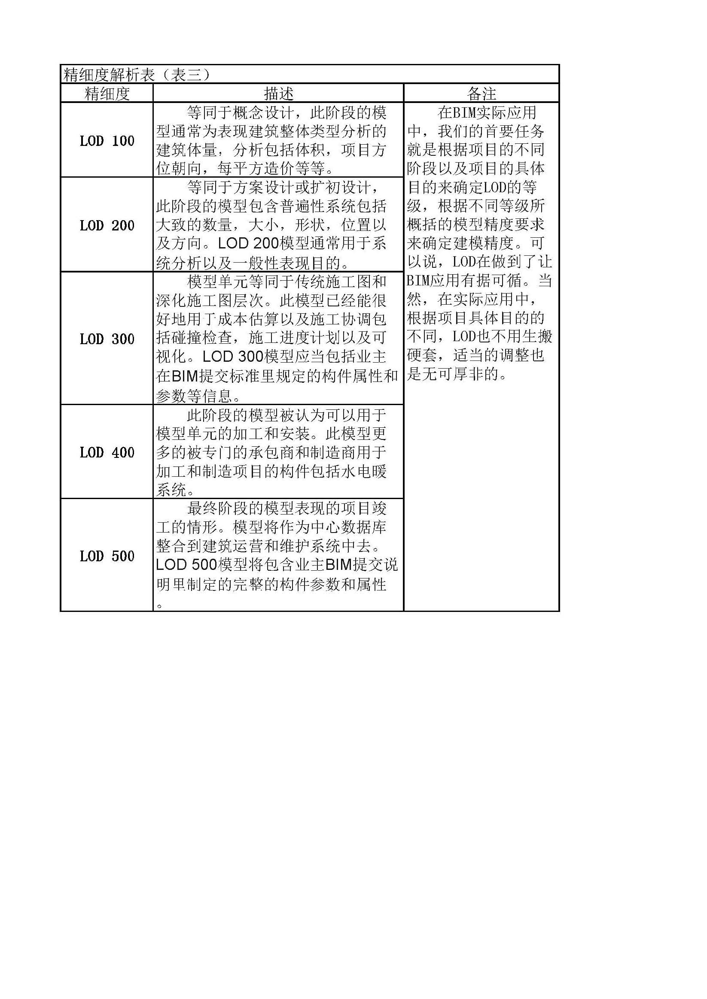 精细度解析表（表三）
精细度
描述
备注
LOD 100
等同于概念设计，此阶段的模
型通常为表现建筑整体类型分析的
建筑体量，分析包括体积，项目方
位朝向，每平方造价等等。
LOD 200
等同于方案设计或扩初设计，
此阶段的模型包含普遍性系统包括
大致的数量，大小，形状，位置以
及方向。LOD 200模型通常用于系
统分析以及一般性表现目的。
LOD 300
模型单元等同于传统施工图和
深化施工图层次。此模型已经能很
好地用于成本估算以及施工协调包
括碰撞检查，施工进度计划以及可
视化。LOD 300模型应当包括业主
在BIM提交标准里规定的构件属性和
参数等信息。
LOD 400
此阶段的模型被认为可以用于
模型单元的加工和安装。此模型更
多的被专门的承包商和制造商用于
加工和制造项目的构件包括水电暖
系统。
LOD 500
最终阶段的模型表现的项目竣
工的情形。模型将作为中心数据库
整合到建筑运营和维护系统中去。
LOD 500模型将包含业主BIM提交说
明里制定的完整的构件参数和属性
。
在BIM实际应用
中，我们的首要任务
就是根据项目的不同
阶段以及项目的具体
目的来确定LOD的等
级，根据不同等级所
概括的模型精度要求
来确定建模精度。可
以说，LOD在做到了让
BIM应用有据可循。当
然，在实际应用中，
根据项目具体目的的
不同，LOD也不用生搬
硬套，适当的调整也
是无可厚非的。